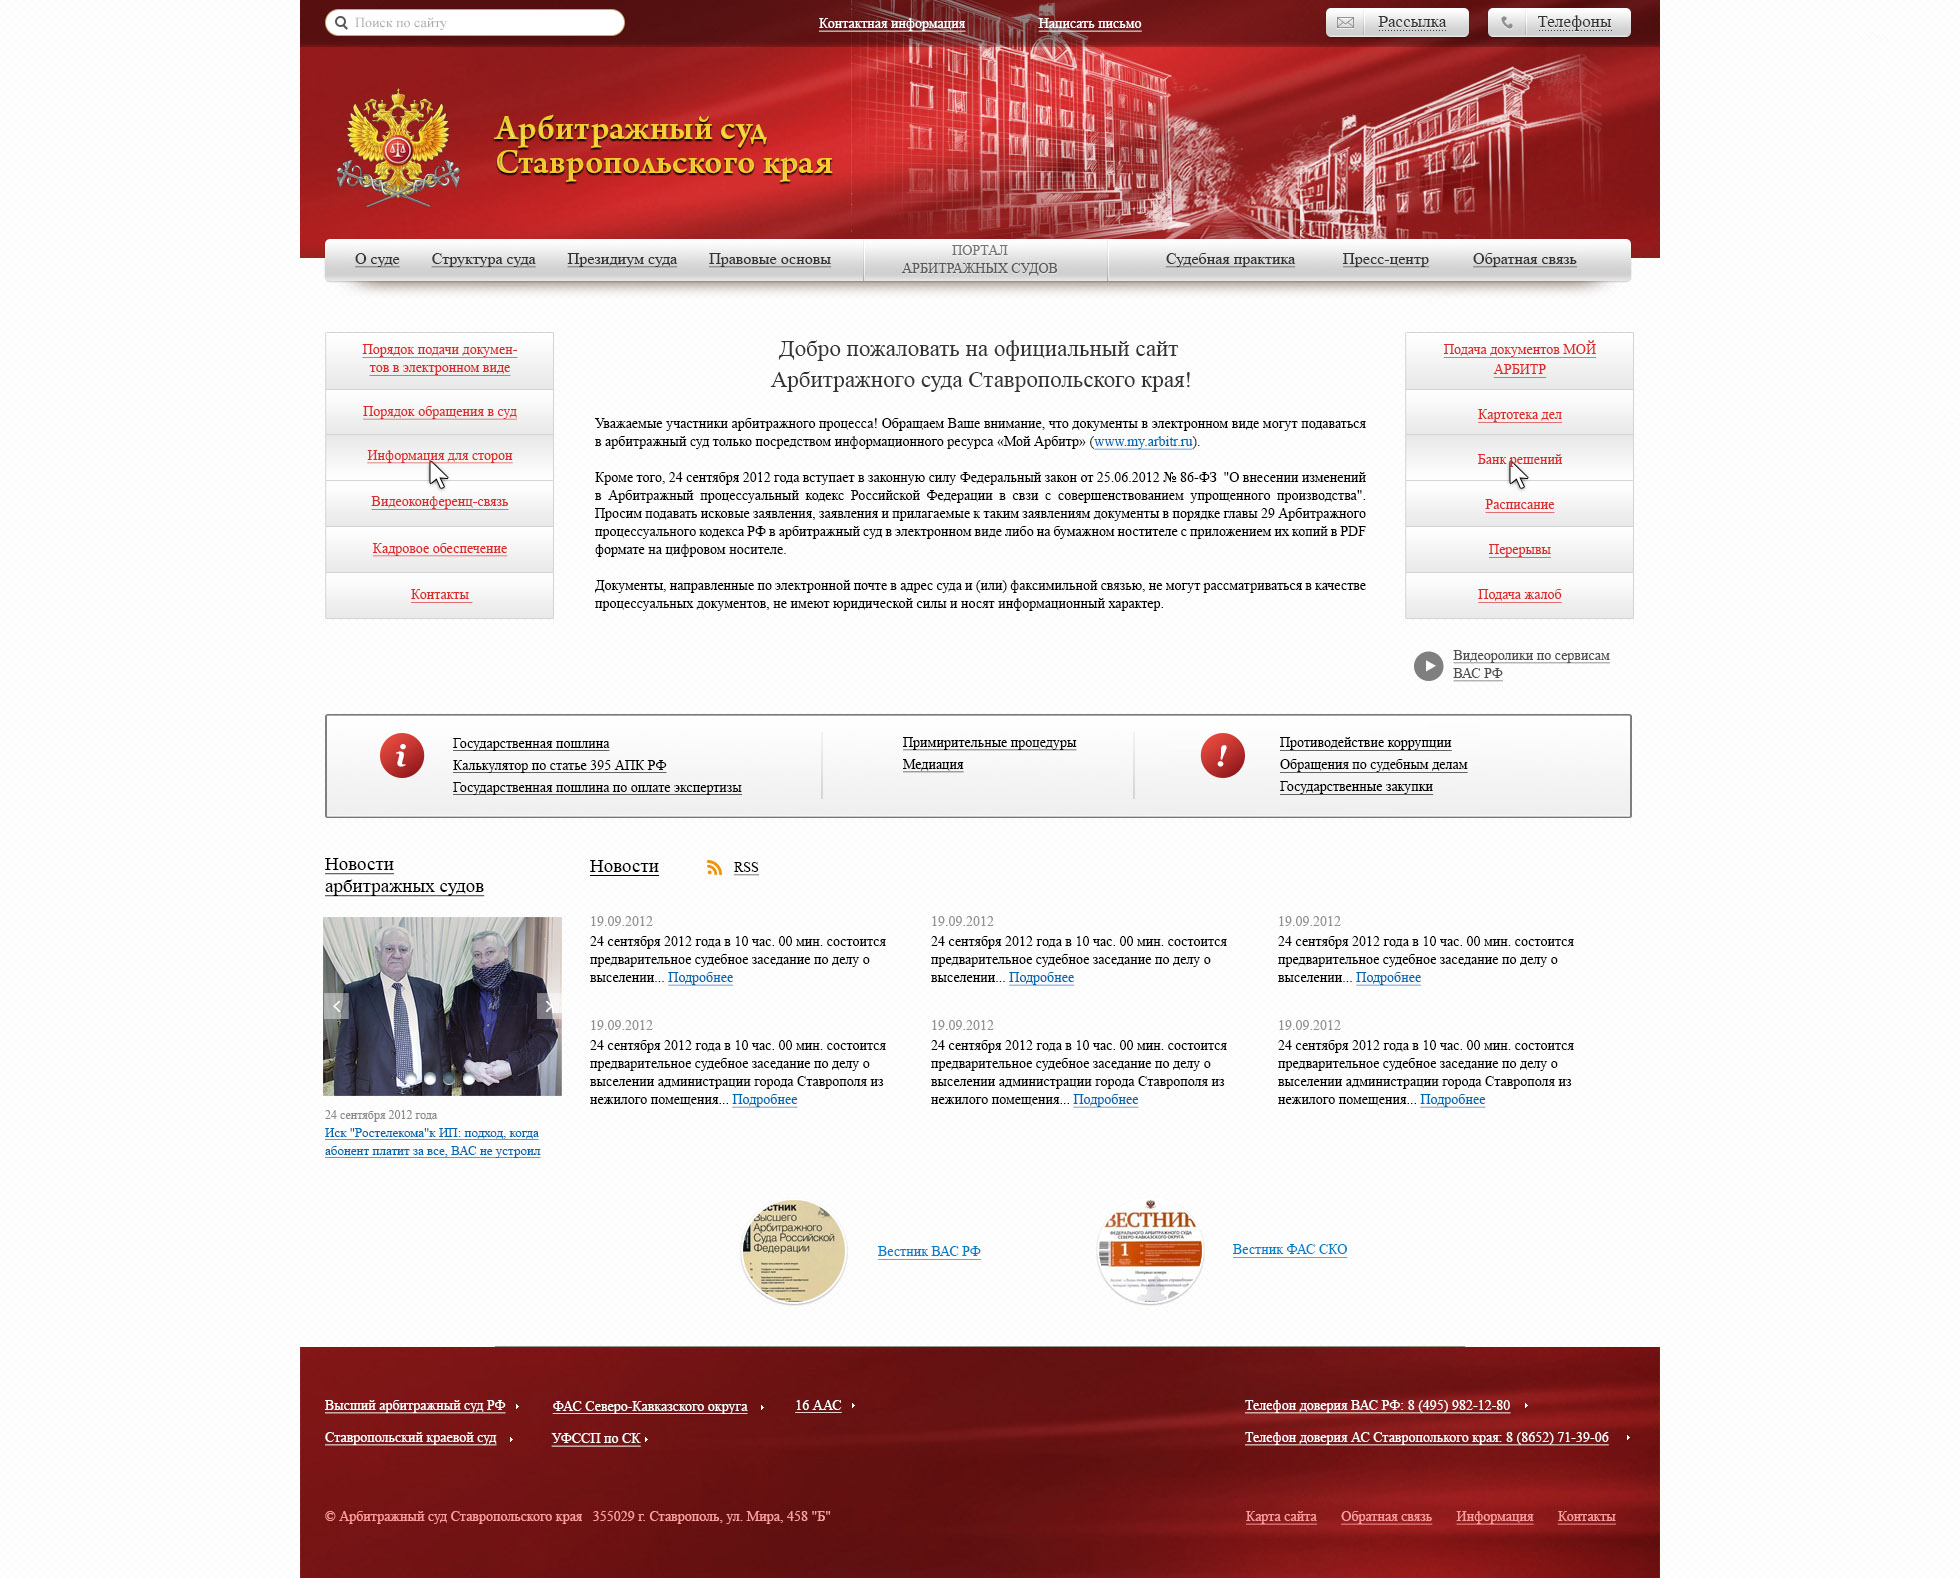 Поиск по сайту
Контактная информация
Написать письмо
Рассылка
Телефоны
Арбитражный суд
Ставропольского края
О суде
Структура суда
Президиум суда
Правовые основы
ПОРТАЛ
АРБИТРАЖНЫХ СУДОВ
Судебная практика
Пресс-центр
Обратная связь
Порядок подачи докумен-
тов в электронном виде
Порядок обращения в суд
Информация для сторон
Видеоконференц-связь
Кадровое обеспечение
Контакты
Добро пожаловать на официальный сайт
Арбитражного суда Ставропольского края!
Уважаемые участники арбитражного процесса! Обращаем Ваше внимание, что документы в электронном виде могут подаваться
в арбитражный суд только посредством информационного ресурса «Мой Арбитр» (www.my.arbitr.ru).
Кроме того, 24 сентября 2012 года вступает в законную силу Федеральный закон от 25.06.2012 № 86-ФЗ "О внесении изменений
в Арбитражный процессуальный кодекс Российской Федерации в свзи с совершенствованием упрощенного производства".
Просим подавать исковые заявления, заявления и прилагаемые к таким заявлениям документы в порядке главы 29 Арбитражного
процессуального кодекса РФ в арбитражный суд в электронном виде либо на бумажном ностителе с приложением их копий в PDF
формате на цифровом носителе.
Документы, направленные по электронной почте в адрес суда и (или) факсимильной связью, не могут рассматриваться в качестве
процессуальных документов, не имеют юридической силы и носят информационный характер.
Подача документов МОЙ
АРБИТР
Картотека дел
Банк решений
Расписание
Перерывы
Подача жалоб
Видеоролики по сервисам
ВАС РФ
Государственная пошлина
Калькулятор по статье 395 АПК РФ
Государственная пошлина по оплате экспертизы
Примирительные процедуры
Медиация
Противодействие коррупции
Обращения по судебным делам
Государственные закупки
Новости
арбитражных судов
24 сентября 2012 года
Иск "Ростелекома"к ИП: подход, когда
абонент платит за все, ВАС не устроил
Новости
RSS
19.09.2012
24 сентября 2012 года в 10 час. 00 мин. состоится
предварительное судебное заседание по делу о
выселении... Подробнее
19.09.2012
24 сентября 2012 года в 10 час. 00 мин. состоится
предварительное судебное заседание по делу о
выселении... Подробнее
19.09.2012
24 сентября 2012 года в 10 час. 00 мин. состоится
предварительное судебное заседание по делу о
выселении... Подробнее
19.09.2012
24 сентября 2012 года в 10 час. 00 мин. состоится
предварительное судебное заседание по делу о
выселении администрации города Ставрополя из
нежилого помещения... Подробнее
19.09.2012
24 сентября 2012 года в 10 час. 00 мин. состоится
предварительное судебное заседание по делу о
выселении администрации города Ставрополя из
нежилого помещения... Подробнее
19.09.2012
24 сентября 2012 года в 10 час. 00 мин. состоится
предварительное судебное заседание по делу о
выселении администрации города Ставрополя из
нежилого помещения... Подробнее
Высшего
Арбитражного
Суда Российской
Федерации
Вестник ВАС РФ
ВЕСТНИК
ФЕДЕРАЛЬНОГО АРБИТРАЖНОГО СУДА
СЕВЕРО-КАВКАЗСКОГО ОКРУГА
1
Вестник ФАС СКО
Высший арбитражный суд РФ
ФАС Северо-Кавказского округа
16 ААС
Ставропольский краевой суд
УФССП по СК
Телефон доверия ВАС РФ: 8 (495) 982-12-80
Телефон доверия АС Ставрополького края: 8 (8652) 71-39-06
© Арбитражный суд Ставропольского края 355029 г. Ставрополь, ул. Мира, 458 "Б"
Карта сайта
Обратная связь
Информация
Контакты